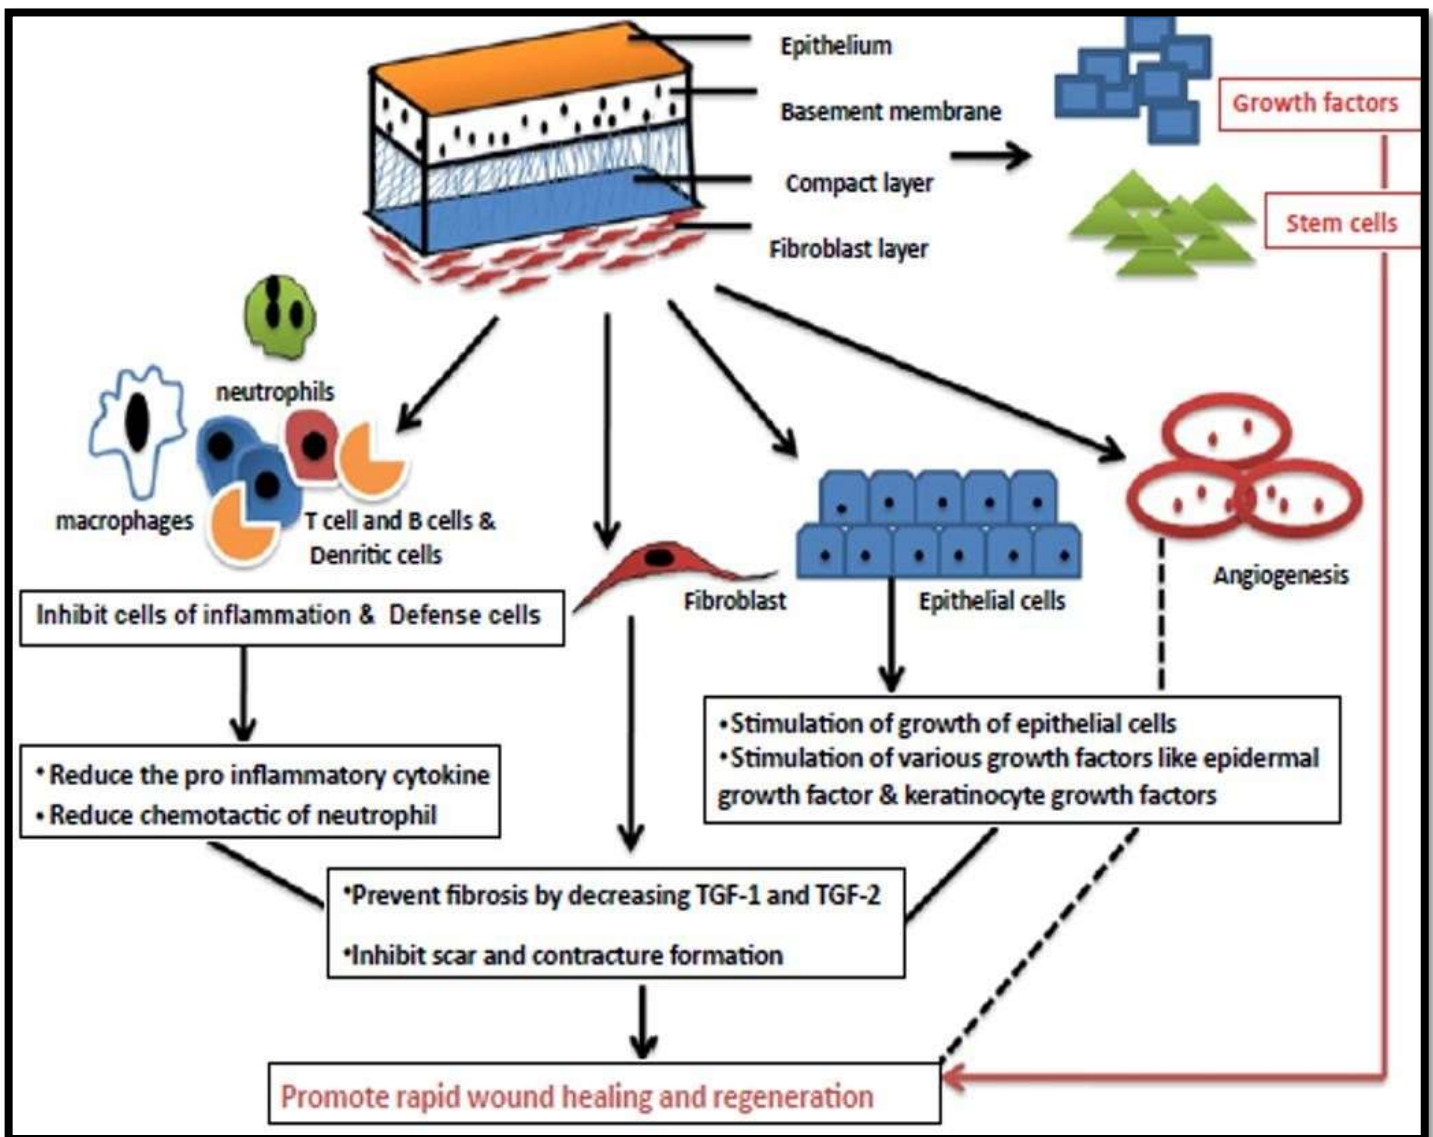 Epithelium
Basement membrane
Growth factors
Compact layer
Stem cells
Fibroblast layer
neutrophils
macrophages
T cell and B cells &
Denritic cells
Fibroblast
Epithelial cells
Angiogenesis
Inhibit cells of inflammation & Defense cells
•Stimulation of growth of epithelial cells
•Stimulation of various growth factors like epidermal
growth factor & keratinocyte growth factors
• Reduce the pro inflammatory cytokine
• Reduce chemotactic of neutrophil
•Prevent fibrosis by decreasing TGF-1 and TGF-2
•Inhibit scar and contracture formation
Promote rapid wound healing and regeneration